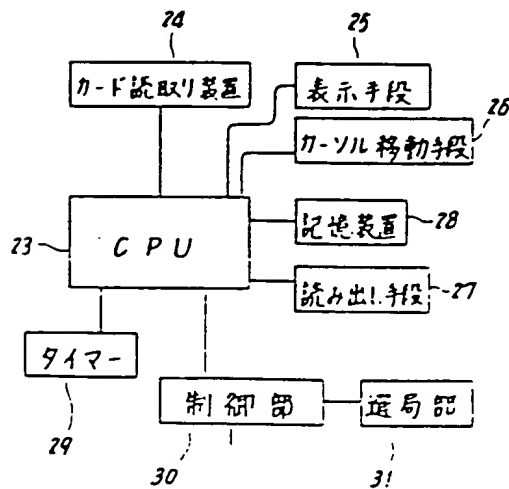 24
25
カード読取り装置
表示手段
26
カーソル移動手段
23
CPU
記憶装置
28
読み出し手段
27
タイマー
29
制御部
選局部
30
31